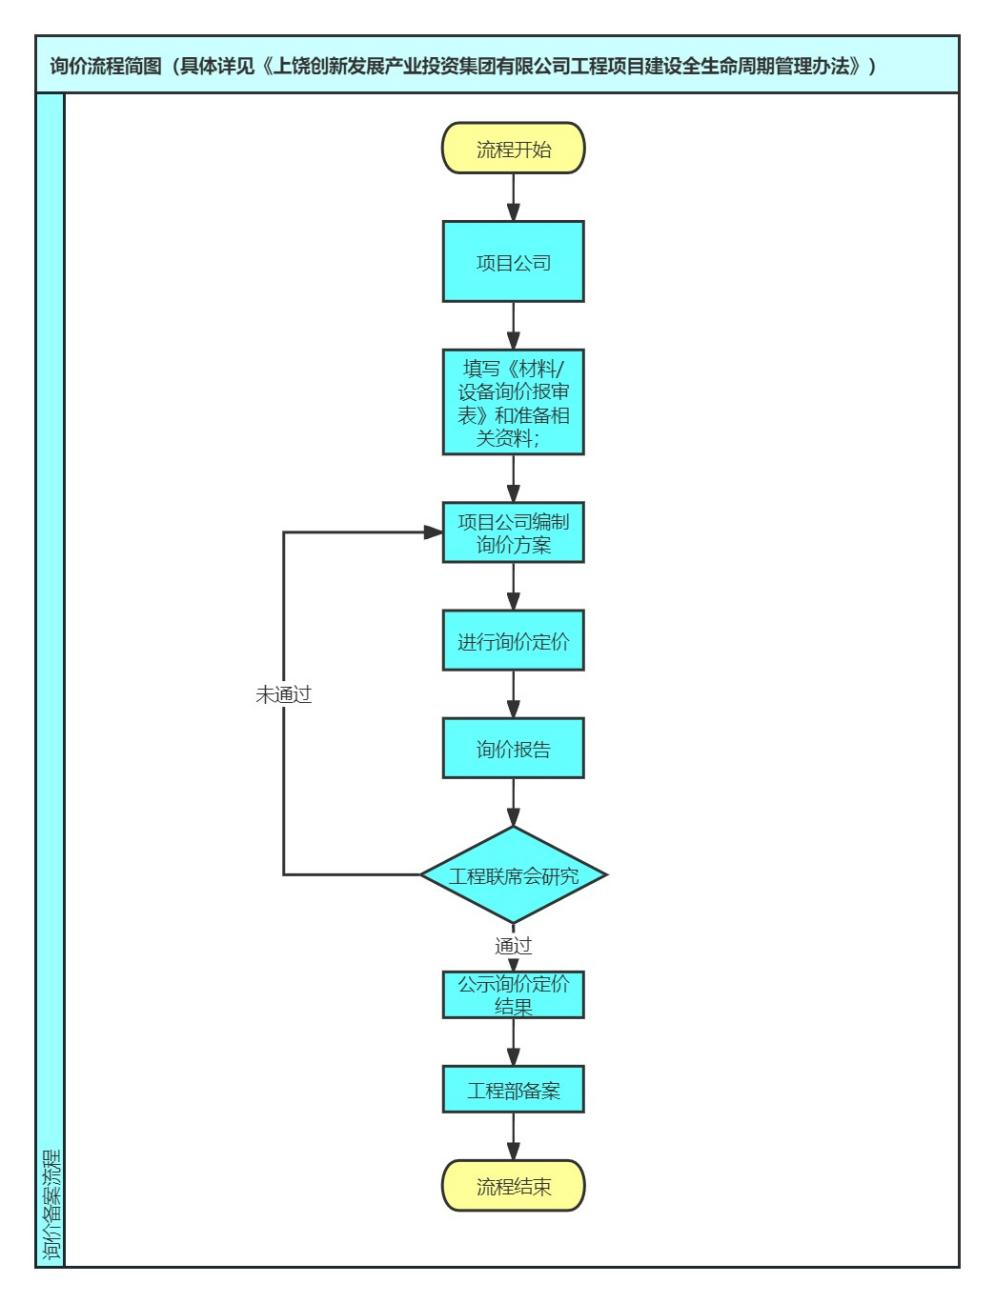 询价流程简图（具体详见《上饶创新发展产业投资集团有限公司工程项目建设全生命周期管理办法》）
流程开始
项目公司
填写《材料/
设备询价报审
表》和准备相
关资料；
项目公司编制
询价方案
进行询价定价
未通过
询价报告
工程联席会研究
通过
公示询价定价
结果
工程部备案
流程结束
询价备案流程